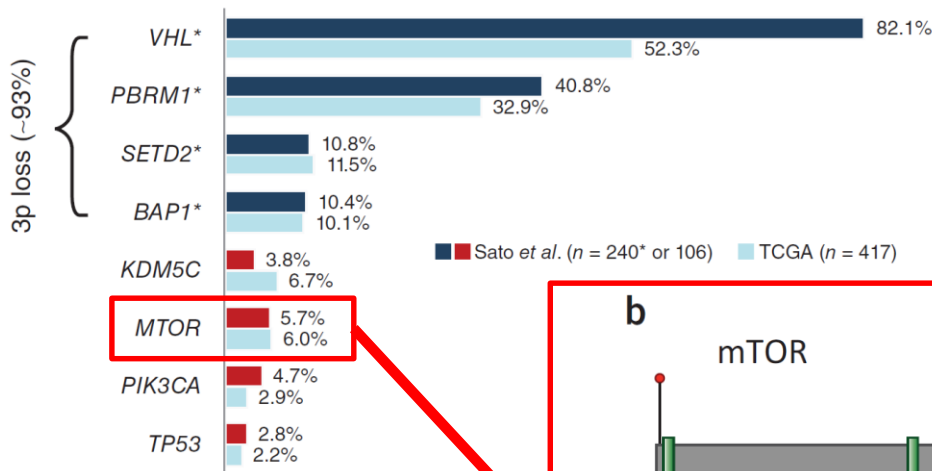 3p loss (~93%)
VHL*
82.1%
52.3%
PBRM1*
40.8%
32.9%
SETD2*
10.8%
11.5%
BAP1*
10.4%
10.1%
KDM5C
3.8%
6.7%
Sato et al. (n = 240* or 106) TCGA (n = 417)
MTOR
5.7%
6.0%
PIK3CA
4.7%
2.9%
TP53
2.8%
2.2%
b
mTOR